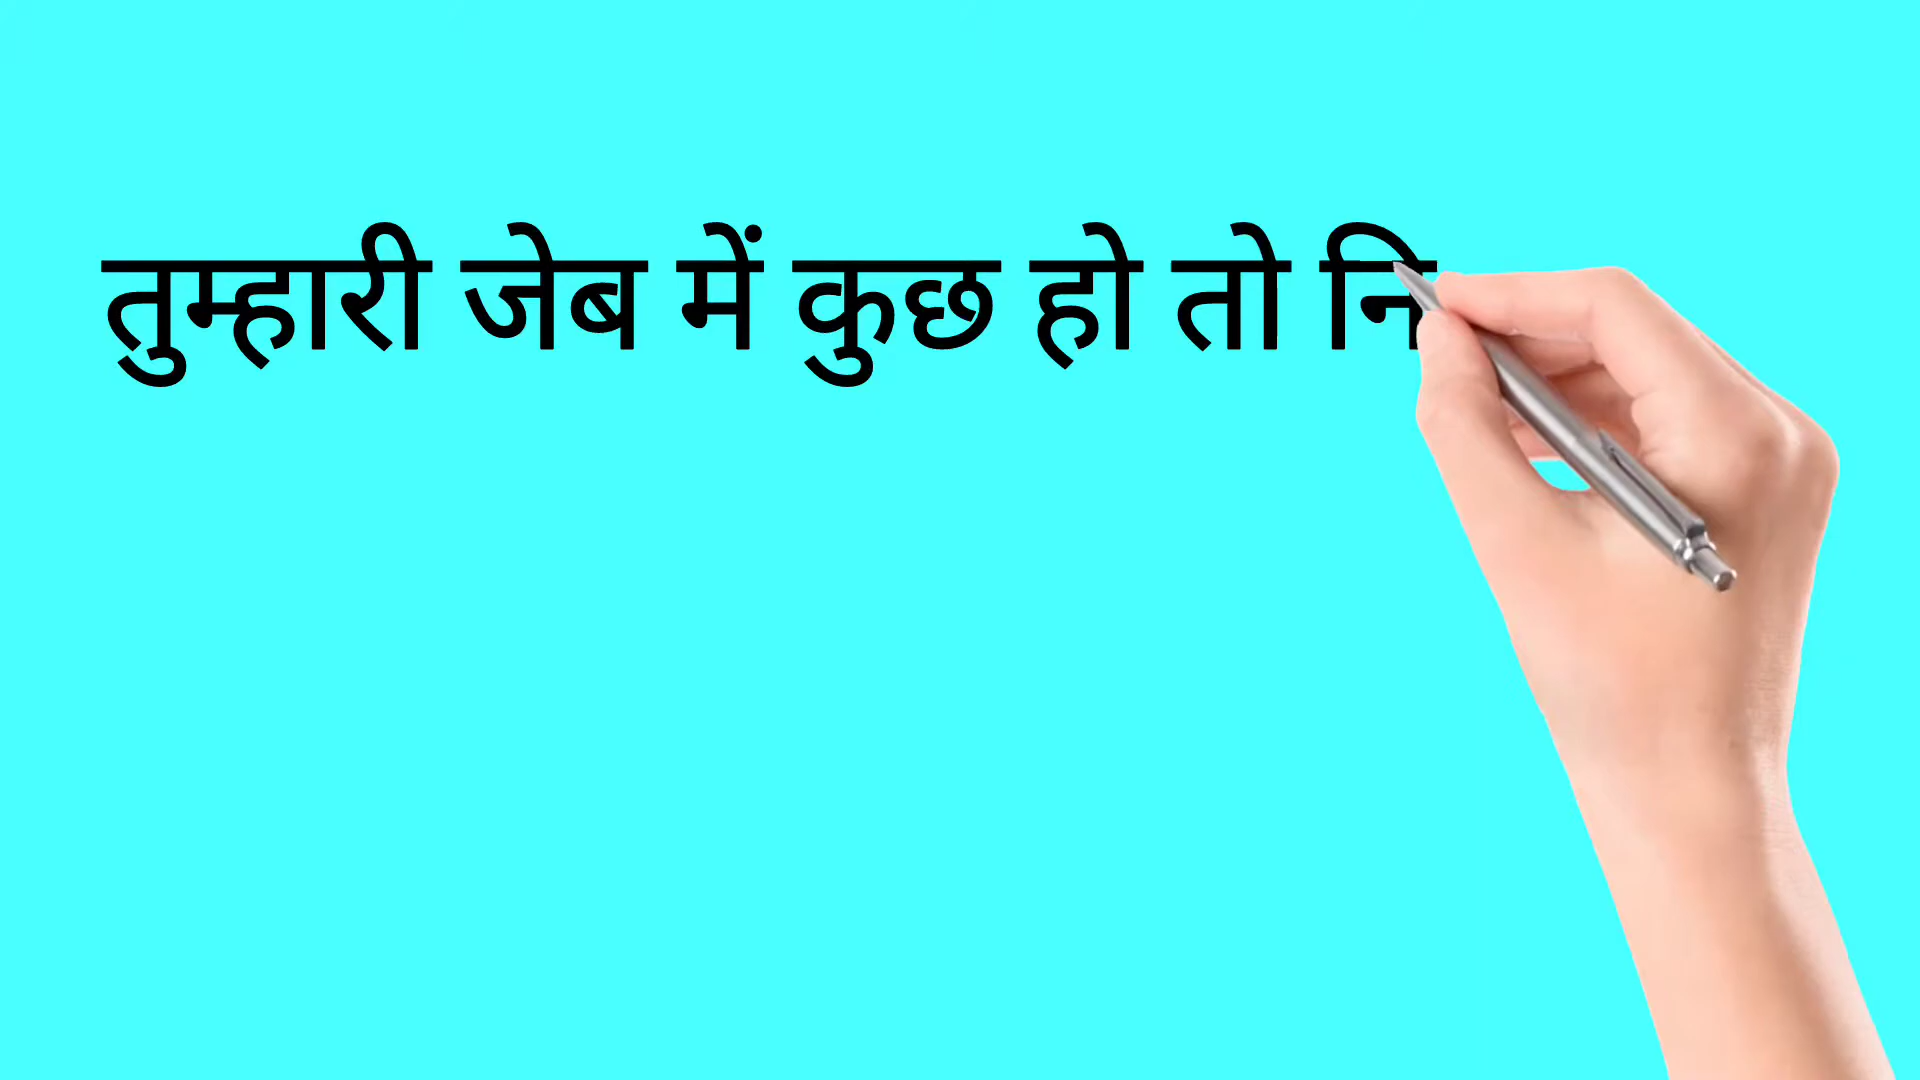 तुम्हारी जेब में कुछ हो तो नि